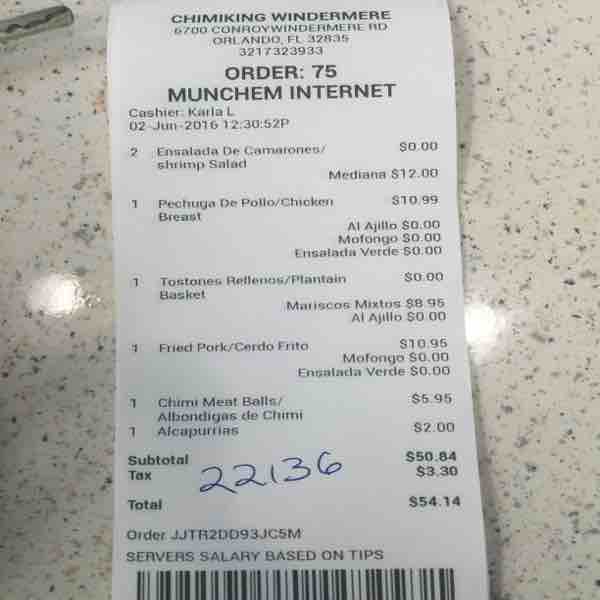 CHIMIKING WINDERMERE
6700 CONROYWINDERMERE RD
ORLANDO, FL 32835
3217323933
ORDER: 75
MUNCHEM INTERNET
Cashier: Karla L
02-Jun-2016 12:30:52P
2 Ensalada De Camarones/ $0.00
shrimp Salad
Mediana $12.00
1 Pechuga De Pollo/Chicken $10.99
Breast
Al Ajillo $0.00
Mofongo $0.00
Ensalada Verde $0.00
1 Tostones Rellenos/Plantain $0.00
Basket
Mariscos Mixtos $8.95
Al Ajillo $0.00
1 Fried Pork/Cerdo Frito $10.95
Mofongo $0.00
Ensalada Verde $0.00
1 Chimi Meat Balls/ $5.95
Albondigas de Chimi
1 Alcapurrias $2.00
Subtotal $50.84
Tax $3.30
22136
Total $54.14
Order JJTR2DD93JC5M
SERVERS SALARY BASED ON TIPS